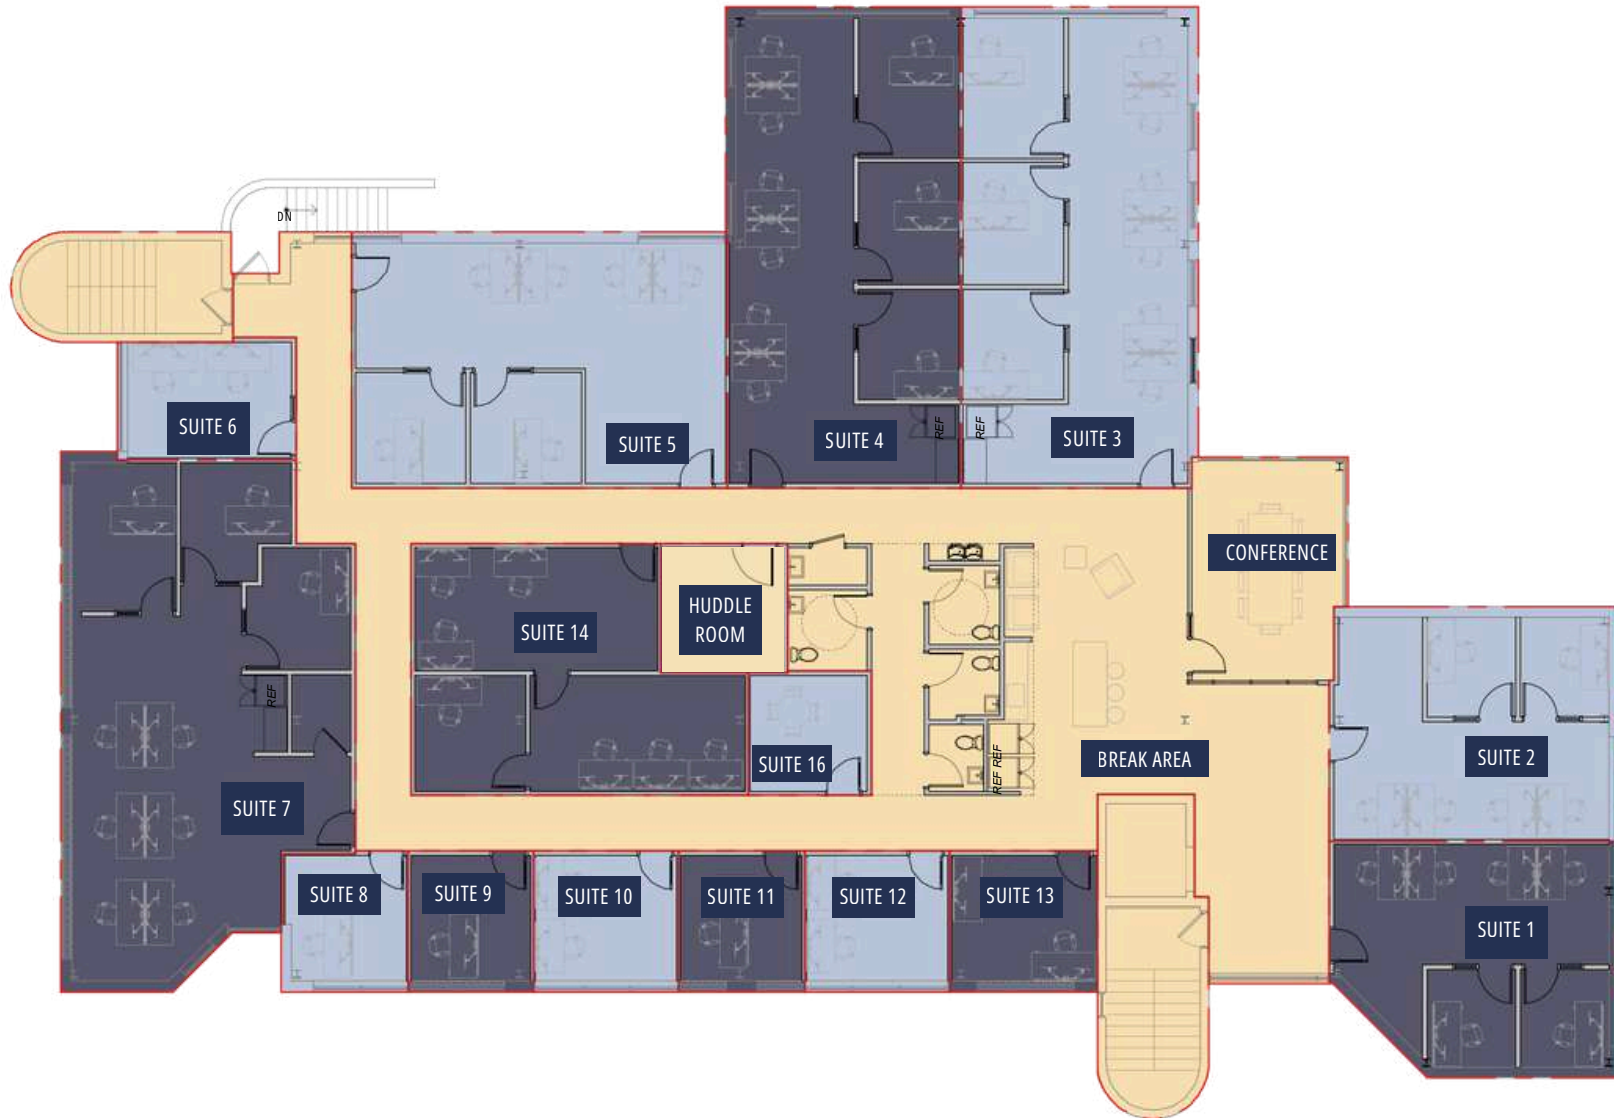 DN
SUITE 6
SUITE 5
SUITE 4
REF
REF
SUITE 3
CONFERENCE
HUDDLE
ROOM
SUITE 14
REF
SUITE 16
REF REF
BREAK AREA
SUITE 2
SUITE 7
SUITE 8
SUITE 9
SUITE 10
SUITE 11
SUITE 12
SUITE 13
SUITE 1